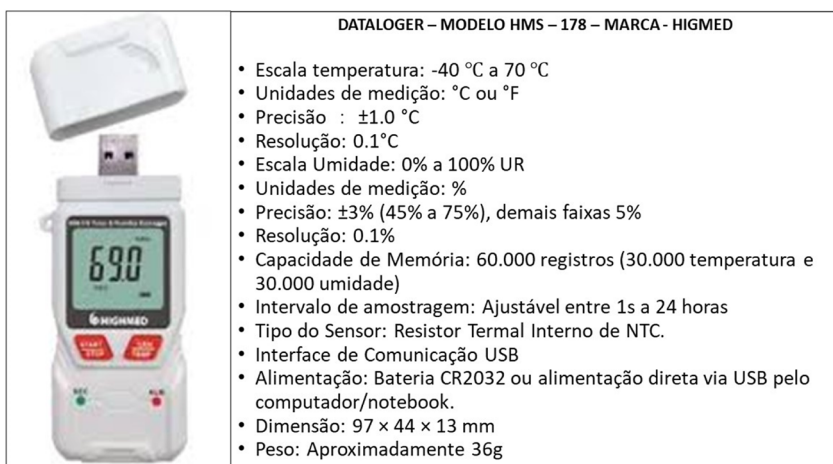 DATALOGER – MODELO HMS – 178 – MARCA - HIGMED
• Escala temperatura: -40 °C a 70 °C
• Unidades de medição: °C ou °F
• Precisão : ±1.0 °C
• Resolução: 0.1°C
• Escala Umidade: 0% a 100% UR
• Unidades de medição: %
• Precisão: ±3% (45% a 75%), demais faixas 5%
• Resolução: 0.1%
• Capacidade de Memória: 60.000 registros (30.000 temperatura e
30.000 umidade)
• Intervalo de amostragem: Ajustável entre 1s a 24 horas
• Tipo do Sensor: Resistor Termal Interno de NTC.
• Interface de Comunicação USB
• Alimentação: Bateria CR2032 ou alimentação direta via USB pelo
computador/notebook.
• Dimensão: 97 × 44 × 13 mm
• Peso: Aproximadamente 36g
69.0
HIGHMED
START
STOP